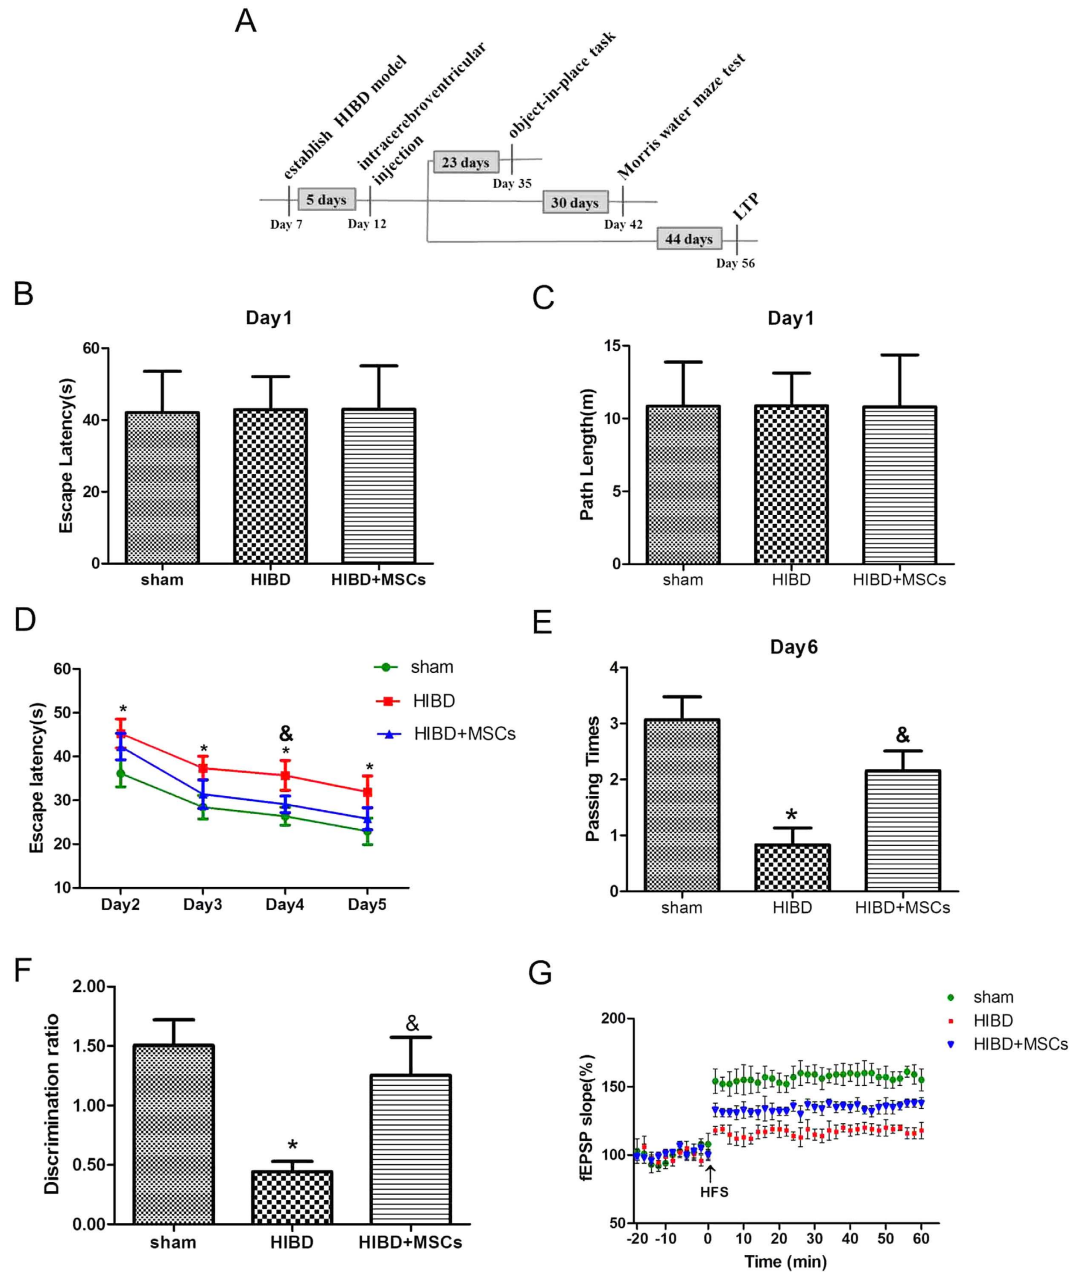 A
establish HIBD model
intracerebroventricular
injection
object-in-place task
Morris water maze test
LTP
23 days
Day 35
5 days
30 days
Day 7
Day 12
Day 42
44 days
Day 56
B
Day1
Escape Latency(s)
60
40
20
0
sham HIBD HIBD+MSCs
C
Day1
Path Length(m)
15
10
5
0
sham HIBD HIBD+MSCs
D
sham
HIBD
HIBD+MSCs
Escape latency(s)
60
50
40
30
20
10
* * & * *
Day2 Day3 Day4 Day5
E
Day6
Passing Times
4
3
2
1
0
* &
sham HIBD HIBD+MSCs
F
Discrimination ratio
2.00
1.50
1.00
0.50
0.00
* &
sham HIBD HIBD+MSCs
G
sham
HIBD
HIBD+MSCs
fEPSP slope(%)
200
150
100
50
HFS
-20 -10 0 10 20 30 40 50 60
Time (min)